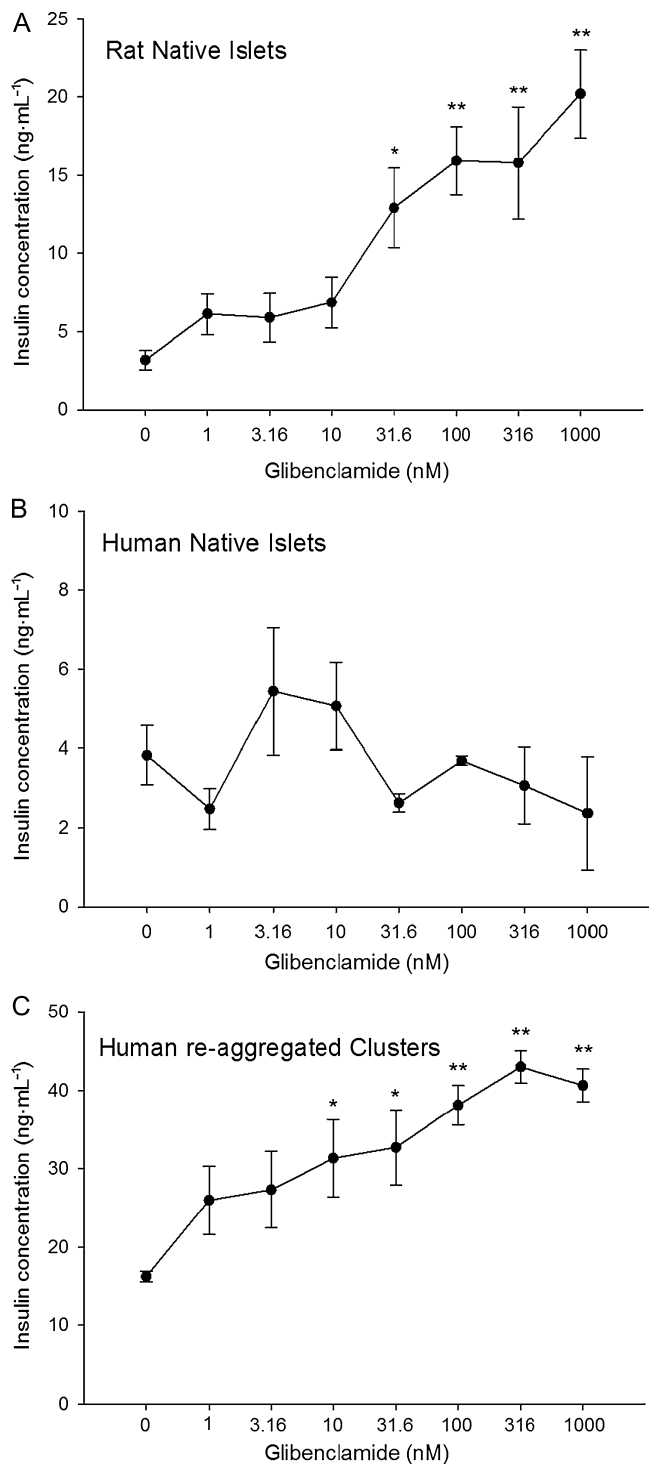 A
Rat Native Islets
Insulin concentration (ng·mL⁻¹)
25
20
15
10
5
0
*
**
**
**
0 1 3.16 10 31.6 100 316 1000
Glibenclamide (nM)
B
Human Native Islets
Insulin concentration (ng·mL⁻¹)
10
8
6
4
2
0
0 1 3.16 10 31.6 100 316 1000
Glibenclamide (nM)
C
Human re-aggregated Clusters
Insulin concentration (ng·mL⁻¹)
50
40
30
20
10
0
*
*
**
**
**
0 1 3.16 10 31.6 100 316 1000
Glibenclamide (nM)